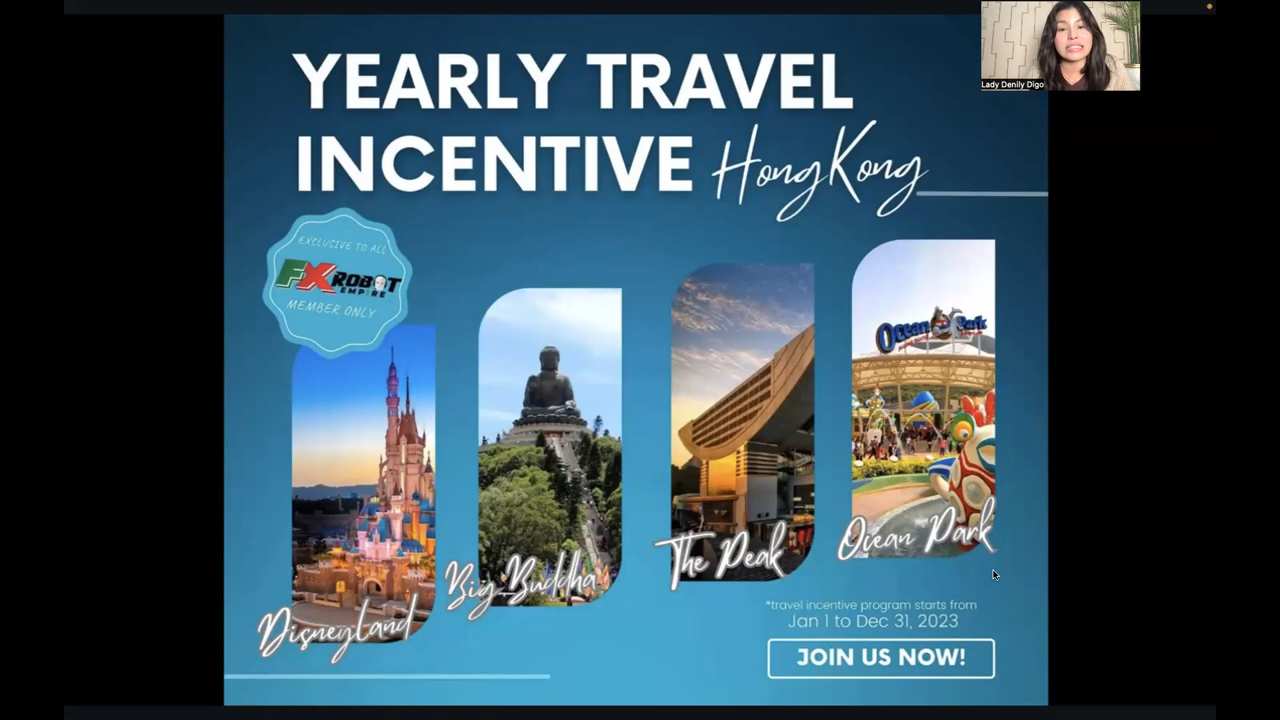 YEARLY TRAVEL
INCENTIVE HongKong
Lady Denily Digo
EXCLUSIVE TO ALL
FX ROBOT
EMPIRE
MEMBER ONLY
Ocean Park
Disneyland
Big Buddha
The Peak
Ocean Park
*travel incentive program starts from
Jan 1 to Dec 31, 2023
JOIN US NOW!